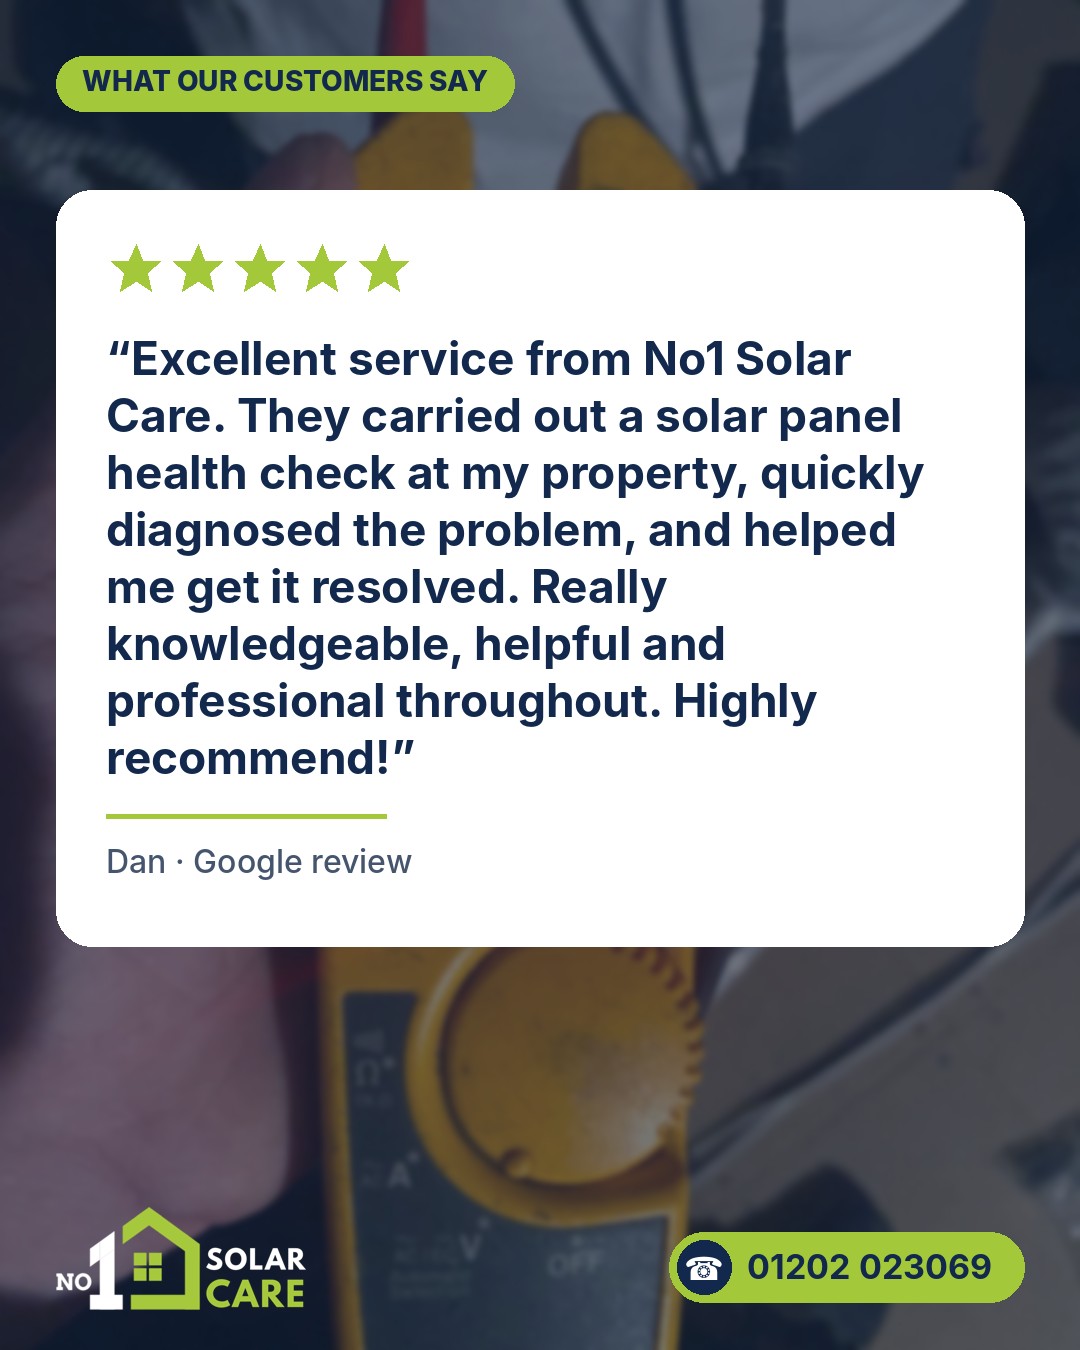 WHAT OUR CUSTOMERS SAY
“Excellent service from No1 Solar
Care. They carried out a solar panel
health check at my property, quickly
diagnosed the problem, and helped
me get it resolved. Really
knowledgeable, helpful and
professional throughout. Highly
recommend!”
Dan · Google review
Ω
A
V
OFF
NO1 SOLAR
CARE
01202 023069